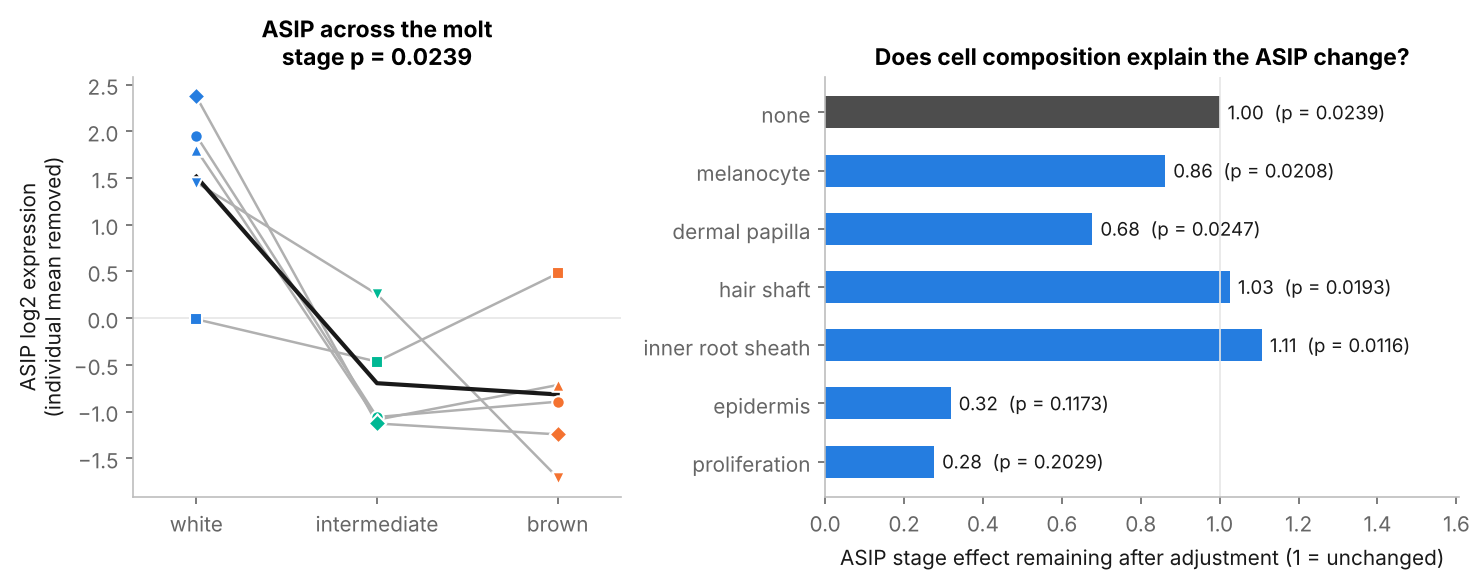 ASIP across the molt
stage p = 0.0239
ASIP log2 expression
(individual mean removed)
2.5
2.0
1.5
1.0
0.5
0.0
−0.5
−1.0
−1.5
white
intermediate
brown
Does cell composition explain the ASIP change?
none
1.00 (p = 0.0239)
melanocyte
0.86 (p = 0.0208)
dermal papilla
0.68 (p = 0.0247)
hair shaft
1.03 (p = 0.0193)
inner root sheath
1.11 (p = 0.0116)
epidermis
0.32 (p = 0.1173)
proliferation
0.28 (p = 0.2029)
0.0
0.2
0.4
0.6
0.8
1.0
1.2
1.4
1.6
ASIP stage effect remaining after adjustment (1 = unchanged)